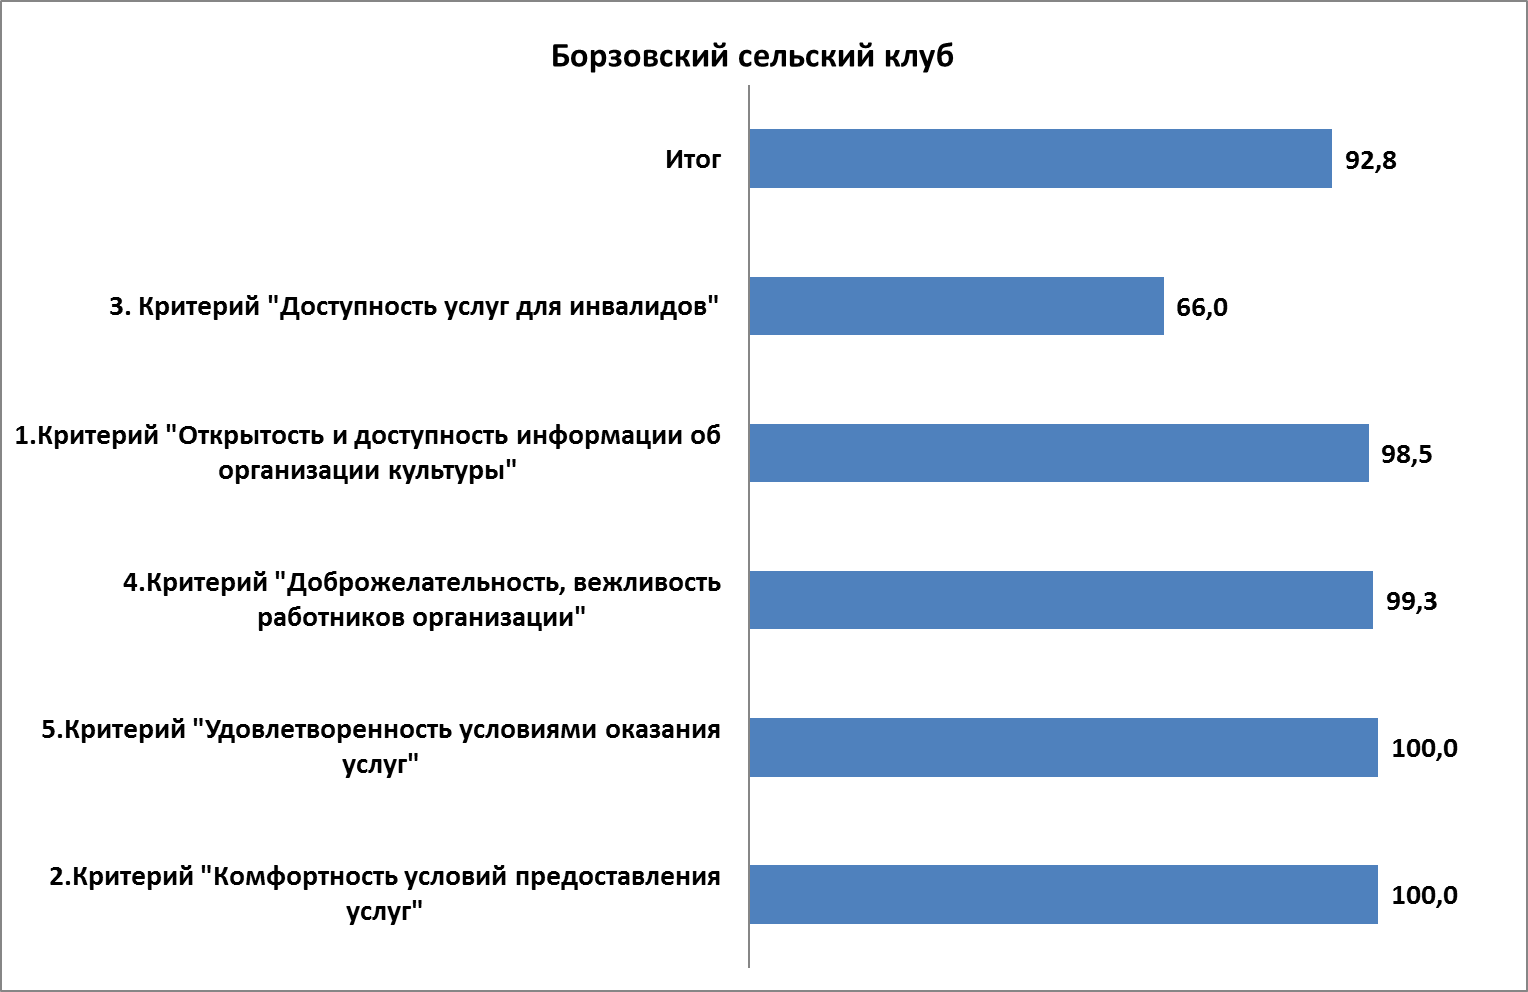 Борзовский сельский клуб
Итог
92,8
3. Критерий "Доступность услуг для инвалидов"
66,0
1.Критерий "Открытость и доступность информации об
организации культуры"
98,5
4.Критерий "Доброжелательность, вежливость
работников организации"
99,3
5.Критерий "Удовлетворенность условиями оказания
услуг"
100,0
2.Критерий "Комфортность условий предоставления
услуг"
100,0